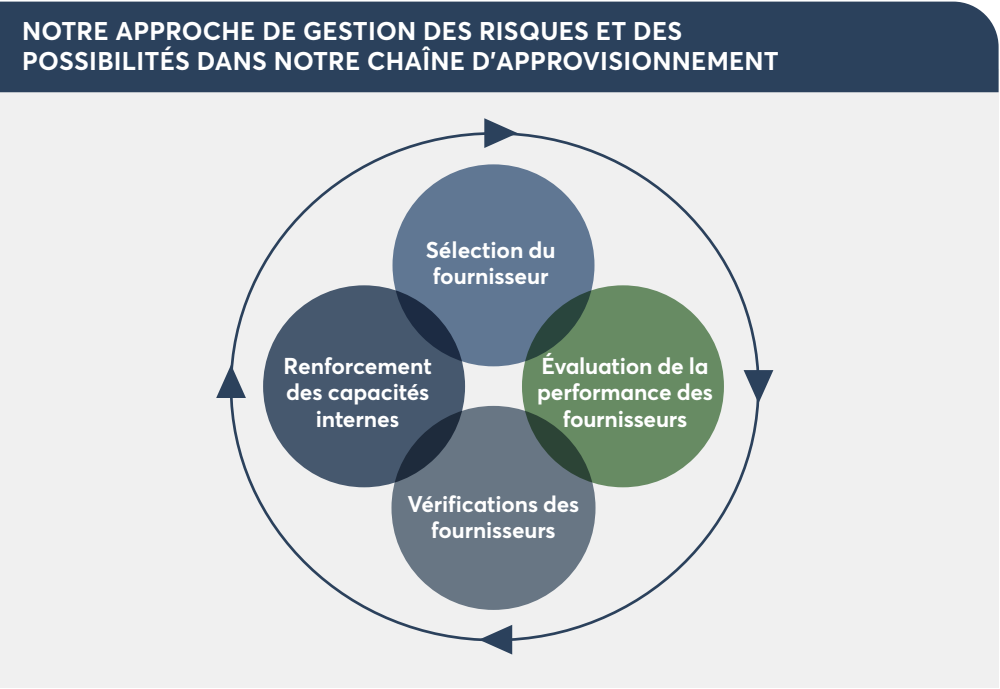 NOTRE APPROCHE DE GESTION DES RISQUES ET DES
POSSIBILITÉS DANS NOTRE CHAÎNE D'APPROVISIONNEMENT
Sélection du
fournisseur
Renforcement
des capacités
internes
Évaluation de la
performance des
fournisseurs
Vérifications des
fournisseurs